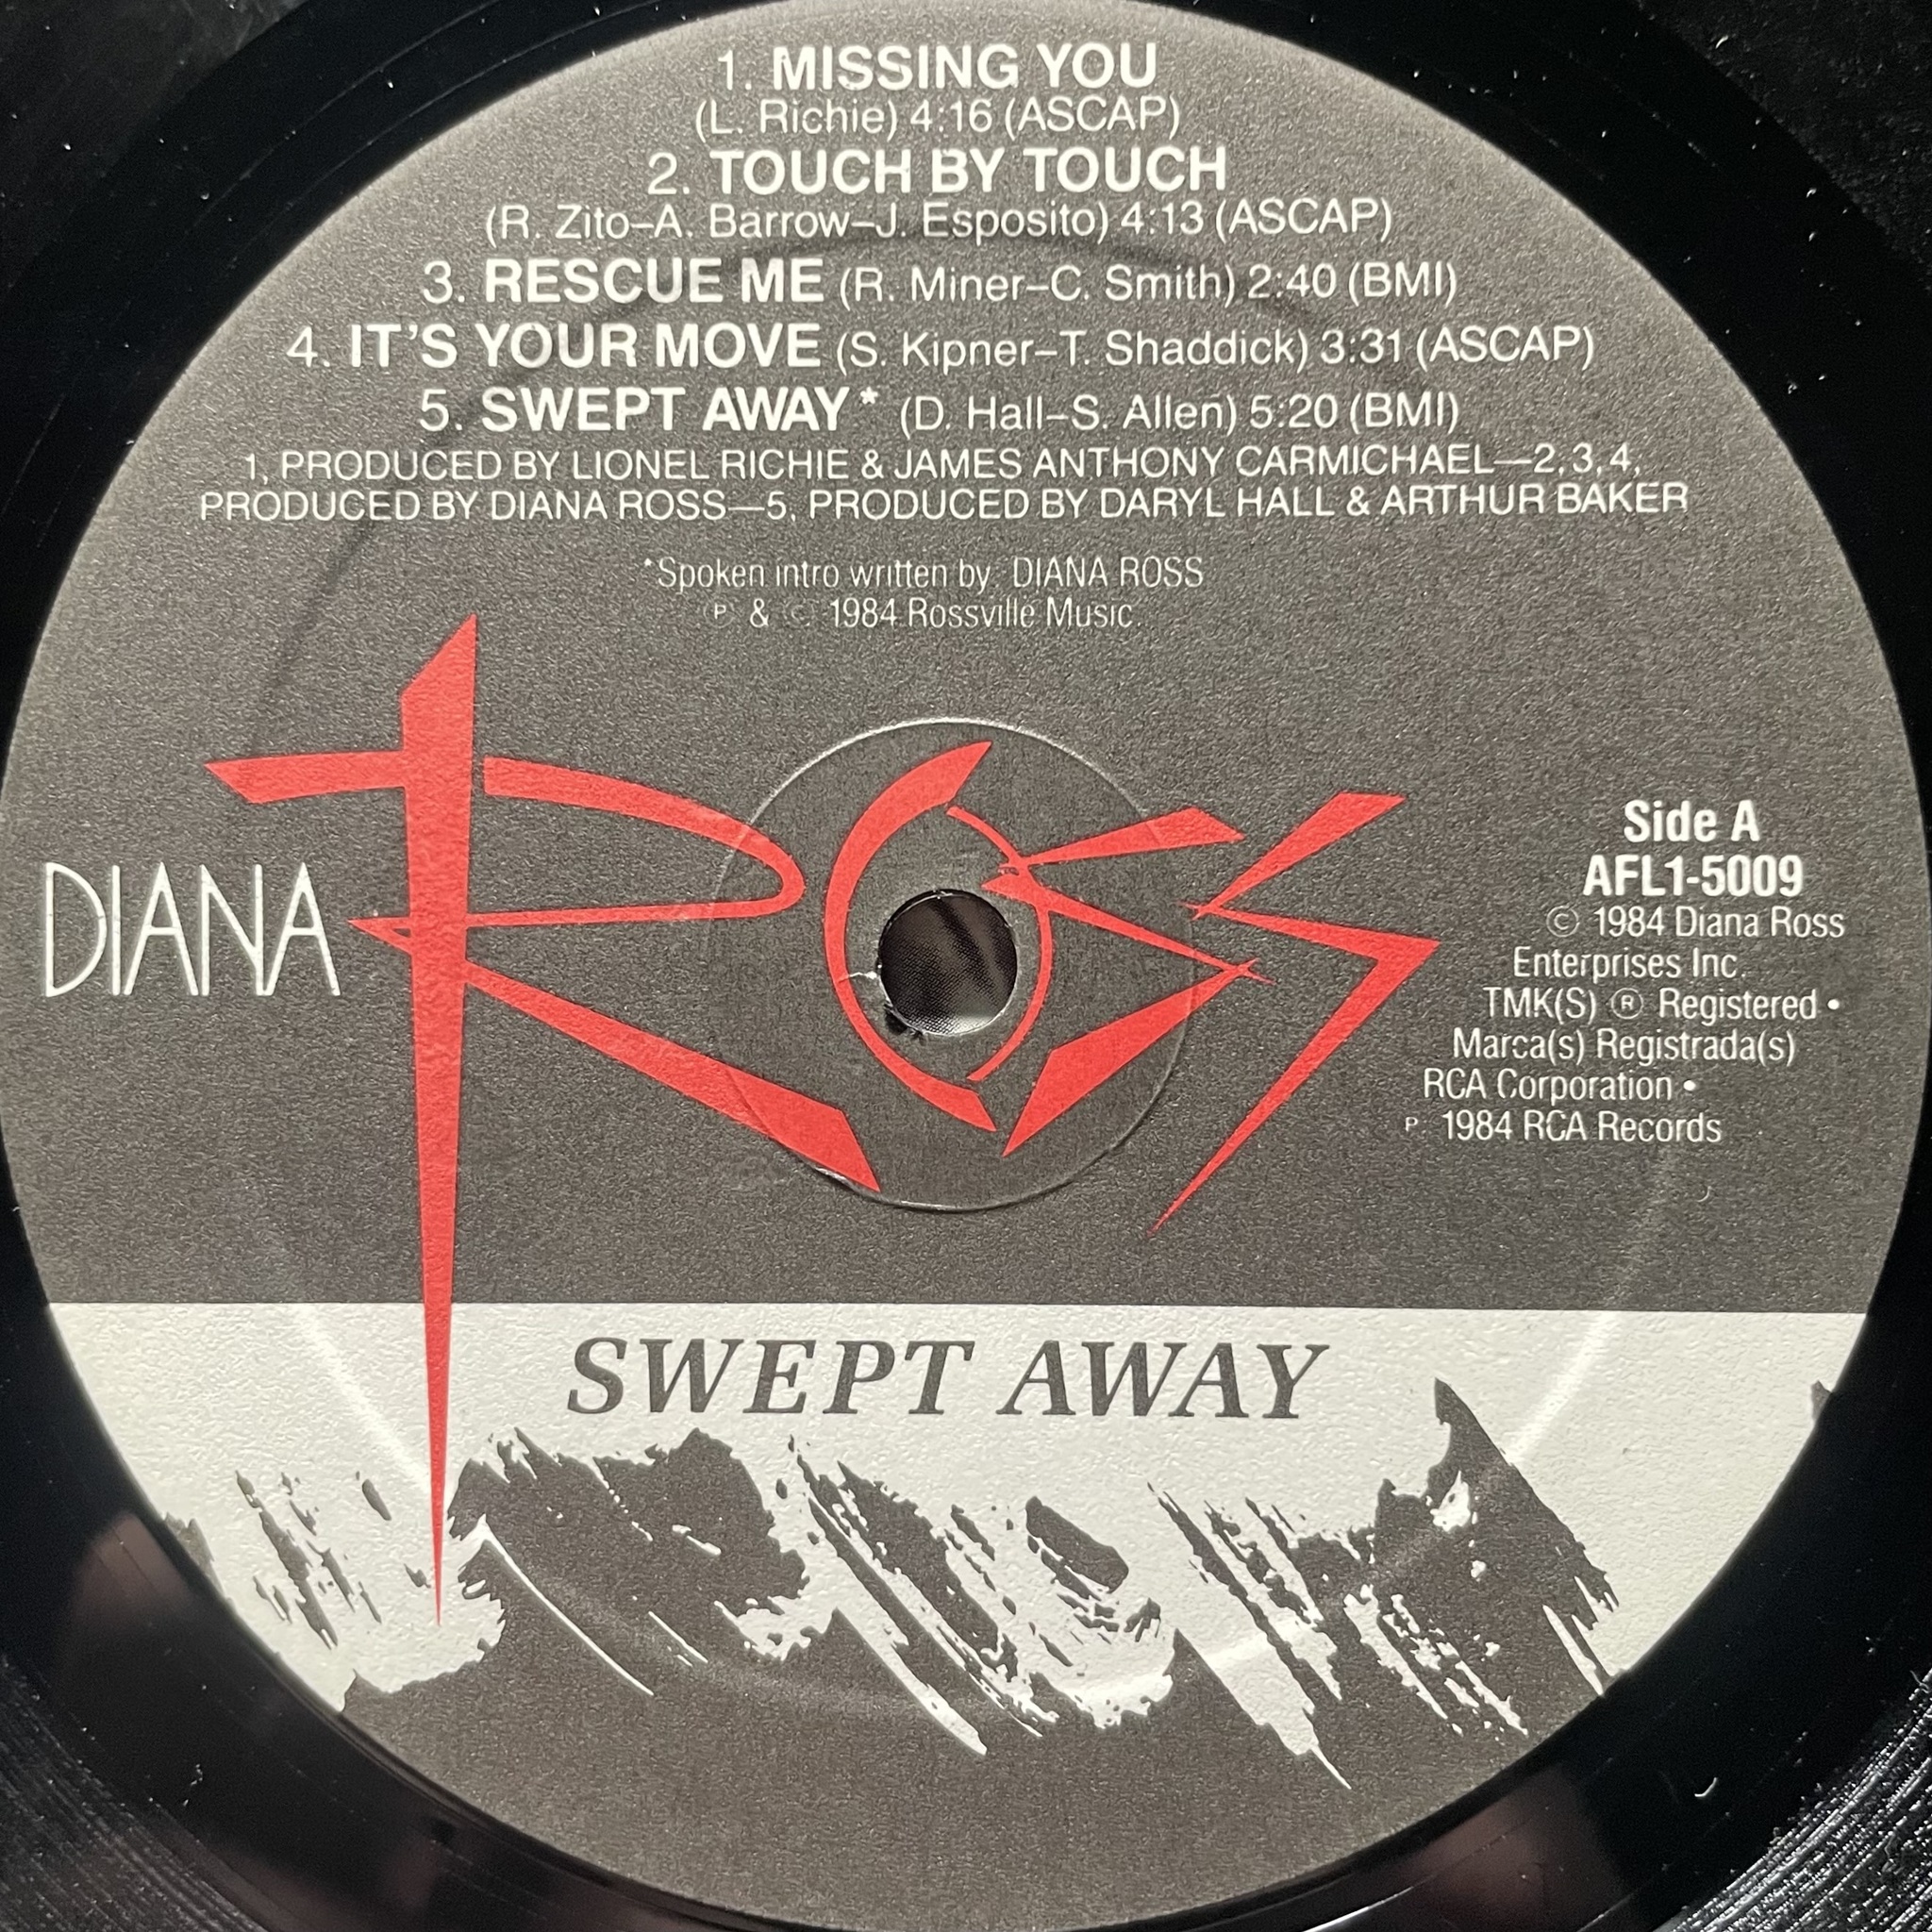 1. MISSING YOU
(L. Richie) 4:16 (ASCAP)
2. TOUCH BY TOUCH
(R. Zito–A. Barrow–J. Esposito) 4:13 (ASCAP)
3. RESCUE ME (R. Miner–C. Smith) 2:40 (BMI)
4. IT'S YOUR MOVE (S. Kipner–T. Shaddick) 3:31 (ASCAP)
5. SWEPT AWAY* (D. Hall–S. Allen) 5:20 (BMI)
1, PRODUCED BY LIONEL RICHIE & JAMES ANTHONY CARMICHAEL—2,3,4,
PRODUCED BY DIANA ROSS—5, PRODUCED BY DARYL HALL & ARTHUR BAKER
*Spoken intro written by: DIANA ROSS
Ⓟ & © 1984 Rossville Music.
DIANA ROSS
Side A
AFL1-5009
© 1984 Diana Ross
Enterprises Inc.
TMK(S) ® Registered •
Marca(s) Registrada(s)
RCA Corporation •
Ⓟ 1984 RCA Records
SWEPT AWAY